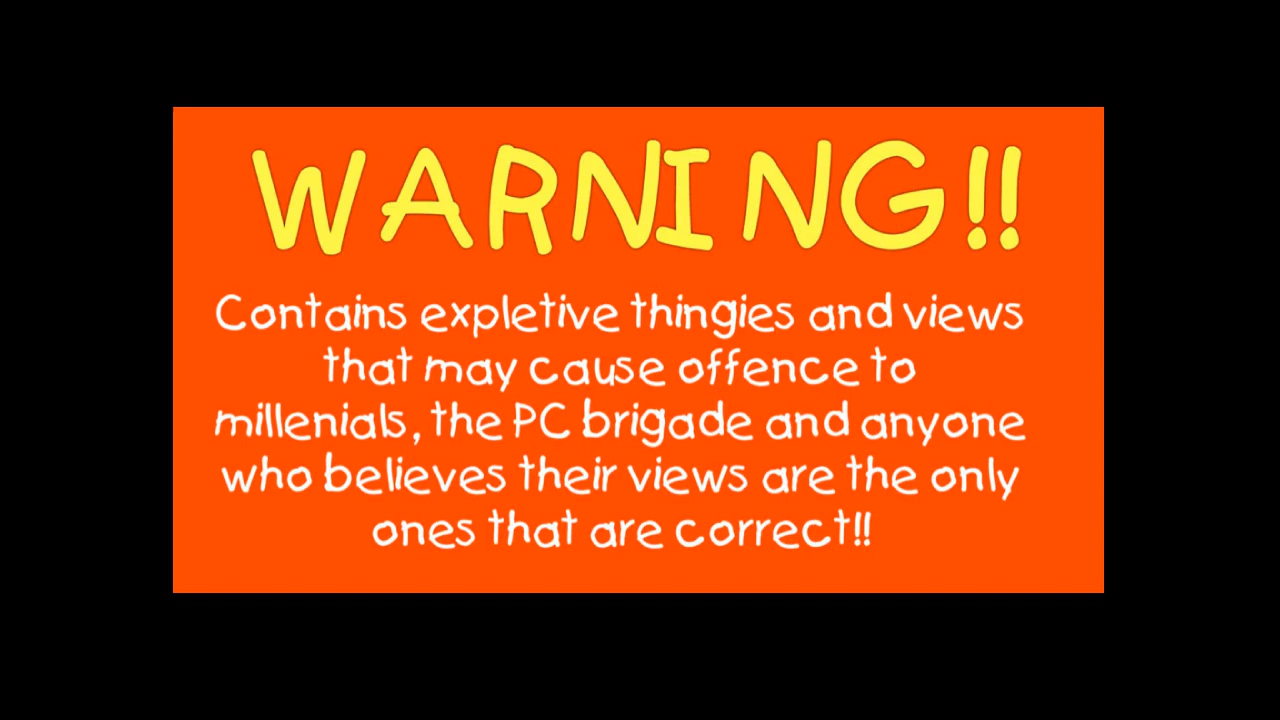 WARNING!!
Contains expletive thingies and views
that may cause offence to
millenials, the PC brigade and anyone
who believes their views are the only
ones that are correct!!